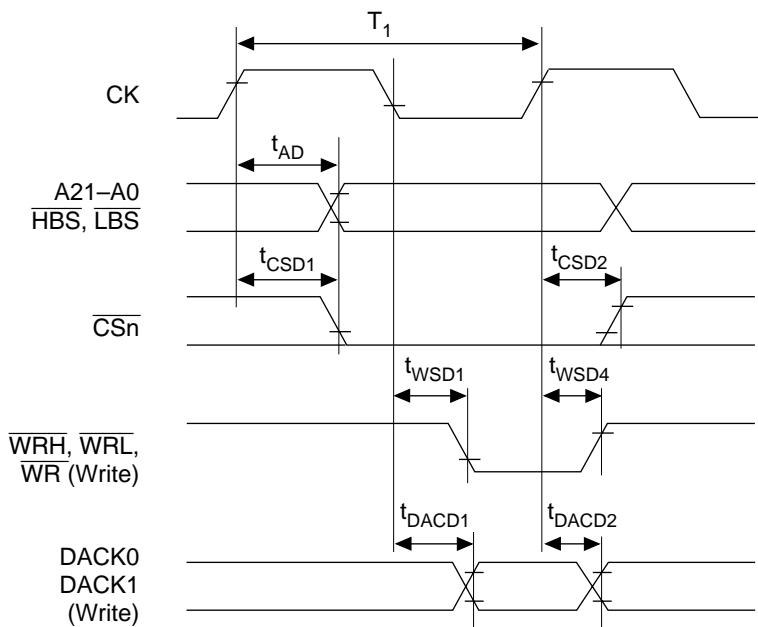 T1
CK
tAD
A21–A0
HBS, LBS
tCSD1
tCSD2
CSn
tWSD1
tWSD4
WRH, WRL,
WR (Write)
tDACD1
tDACD2
DACK0
DACK1
(Write)